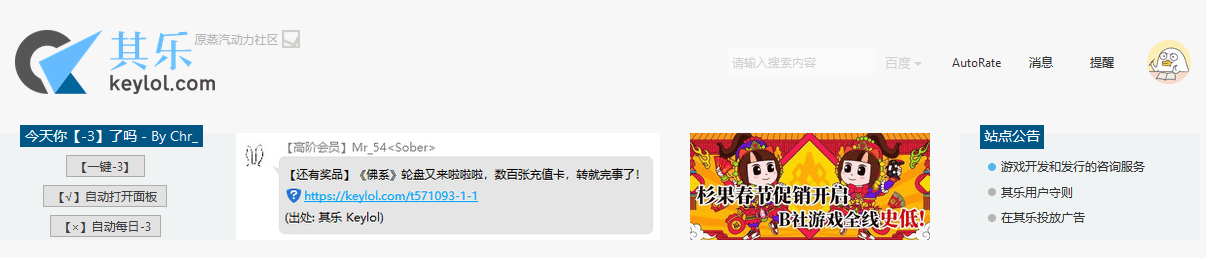 其乐
原蒸汽动力社区
keylol.com
请输入搜索内容
百度
AutoRate
消息
提醒
今天你【-3】了吗 - By Chr_
【一键-3】
【√】自动打开面板
【×】自动每日-3
【高阶会员】Mr_54<Sober>
【还有奖品】《佛系》轮盘又来啦啦啦，数百张充值卡，转就完事了！
https://keylol.com/t571093-1-1
(出处: 其乐 Keylol)
杉果春节促销开启
B社游戏全线史低!
站点公告
游戏开发和发行的咨询服务
其乐用户守则
在其乐投放广告